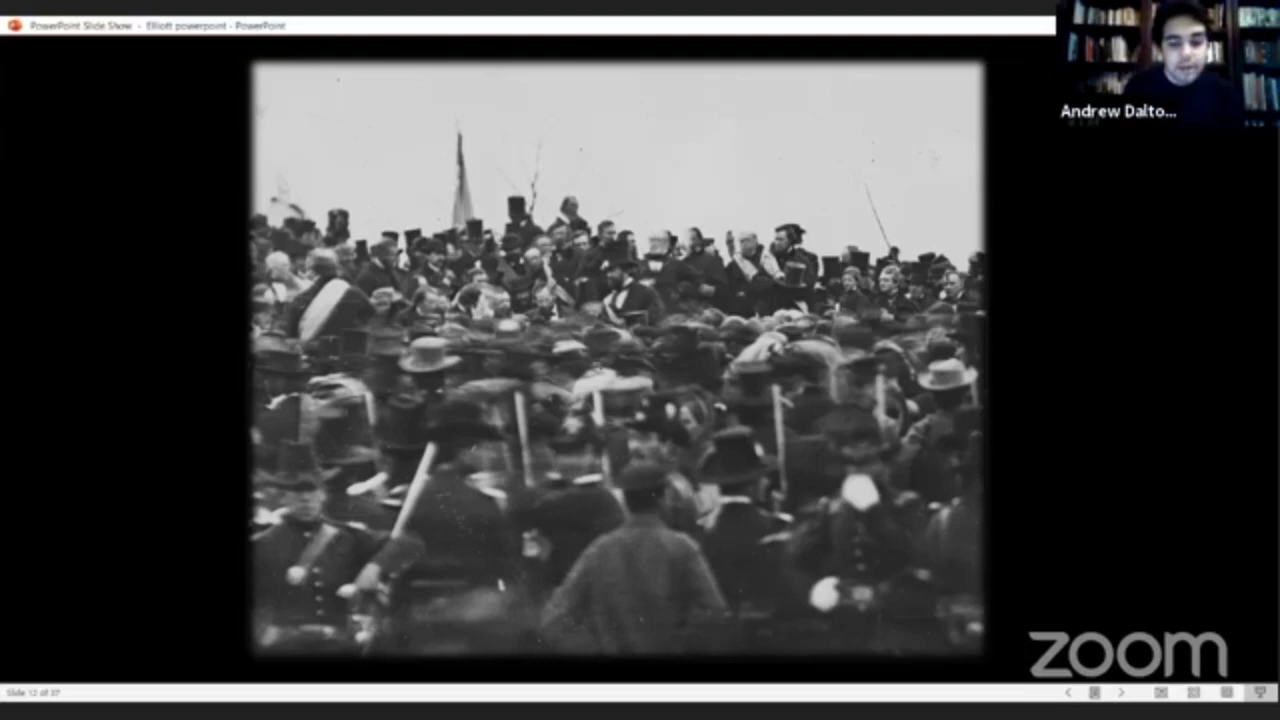 PowerPoint Slide Show - Elliott powerpoint - PowerPoint
Andrew Dalto...
zoom
Slide 12 of 37